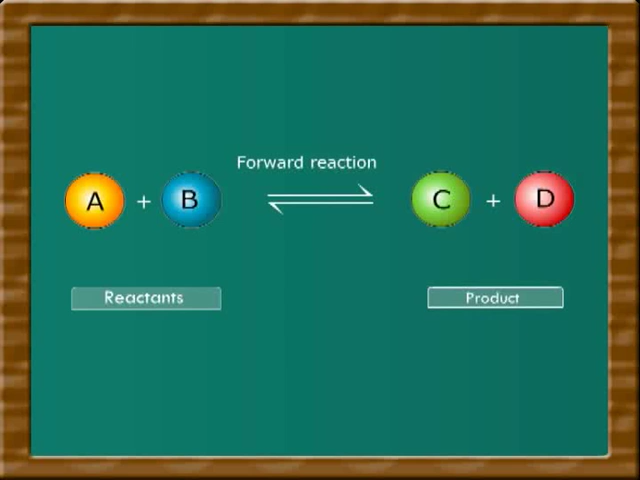 Forward reaction
A + B ⇌ C + D
Reactants
Product